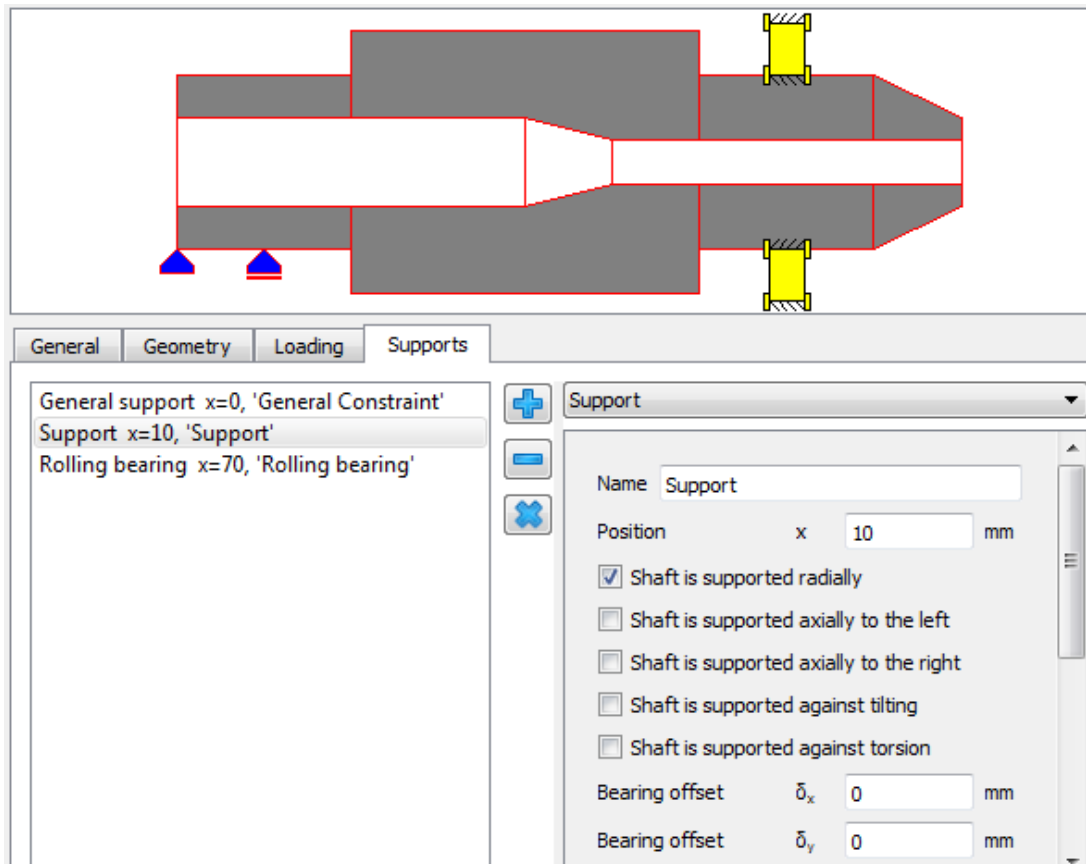 General Geometry Loading Supports
General support x=0, 'General Constraint'
Support x=10, 'Support'
Rolling bearing x=70, 'Rolling bearing'
Support
Name Support
Position x 10 mm
Shaft is supported radially
Shaft is supported axially to the left
Shaft is supported axially to the right
Shaft is supported against tilting
Shaft is supported against torsion
Bearing offset δₓ 0 mm
Bearing offset δᵧ 0 mm